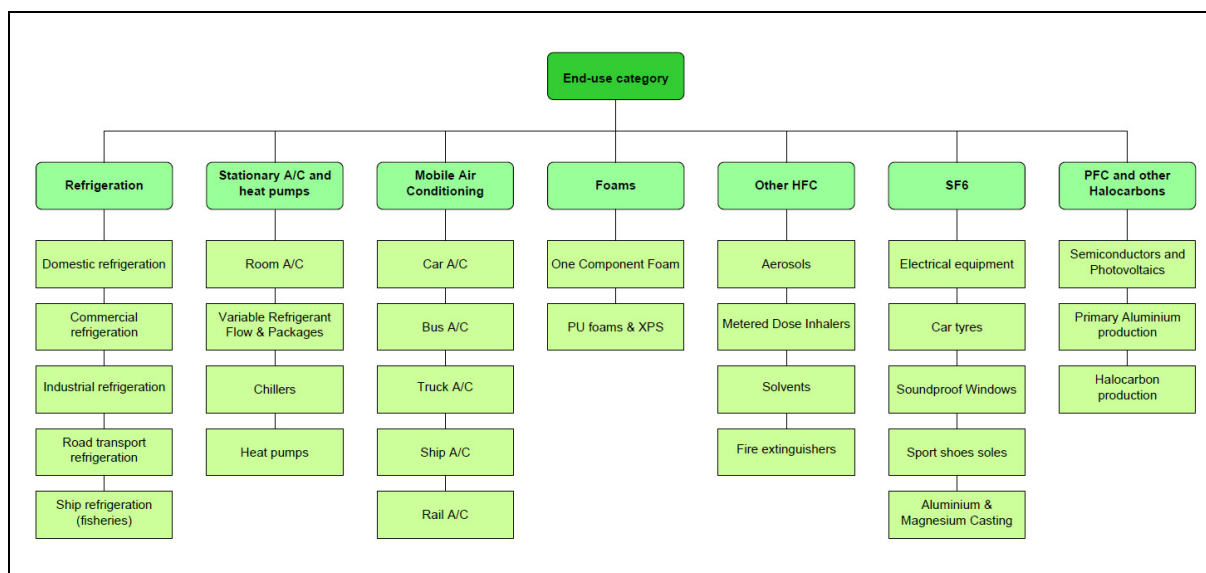 End-use category
Refrigeration
Stationary A/C and
heat pumps
Mobile Air
Conditioning
Foams
Other HFC
SF6
PFC and other
Halocarbons
Domestic refrigeration
Room A/C
Car A/C
One Component Foam
Aerosols
Electrical equipment
Semiconductors and
Photovoltaics
Commercial
refrigeration
Variable Refrigerant
Flow & Packages
Bus A/C
PU foams & XPS
Metered Dose Inhalers
Car tyres
Primary Aluminium
production
Industrial refrigeration
Chillers
Truck A/C
Solvents
Soundproof Windows
Halocarbon
production
Road transport
refrigeration
Heat pumps
Ship A/C
Fire extinguishers
Sport shoes soles
Ship refrigeration
(fisheries)
Rail A/C
Aluminium &
Magnesium Casting